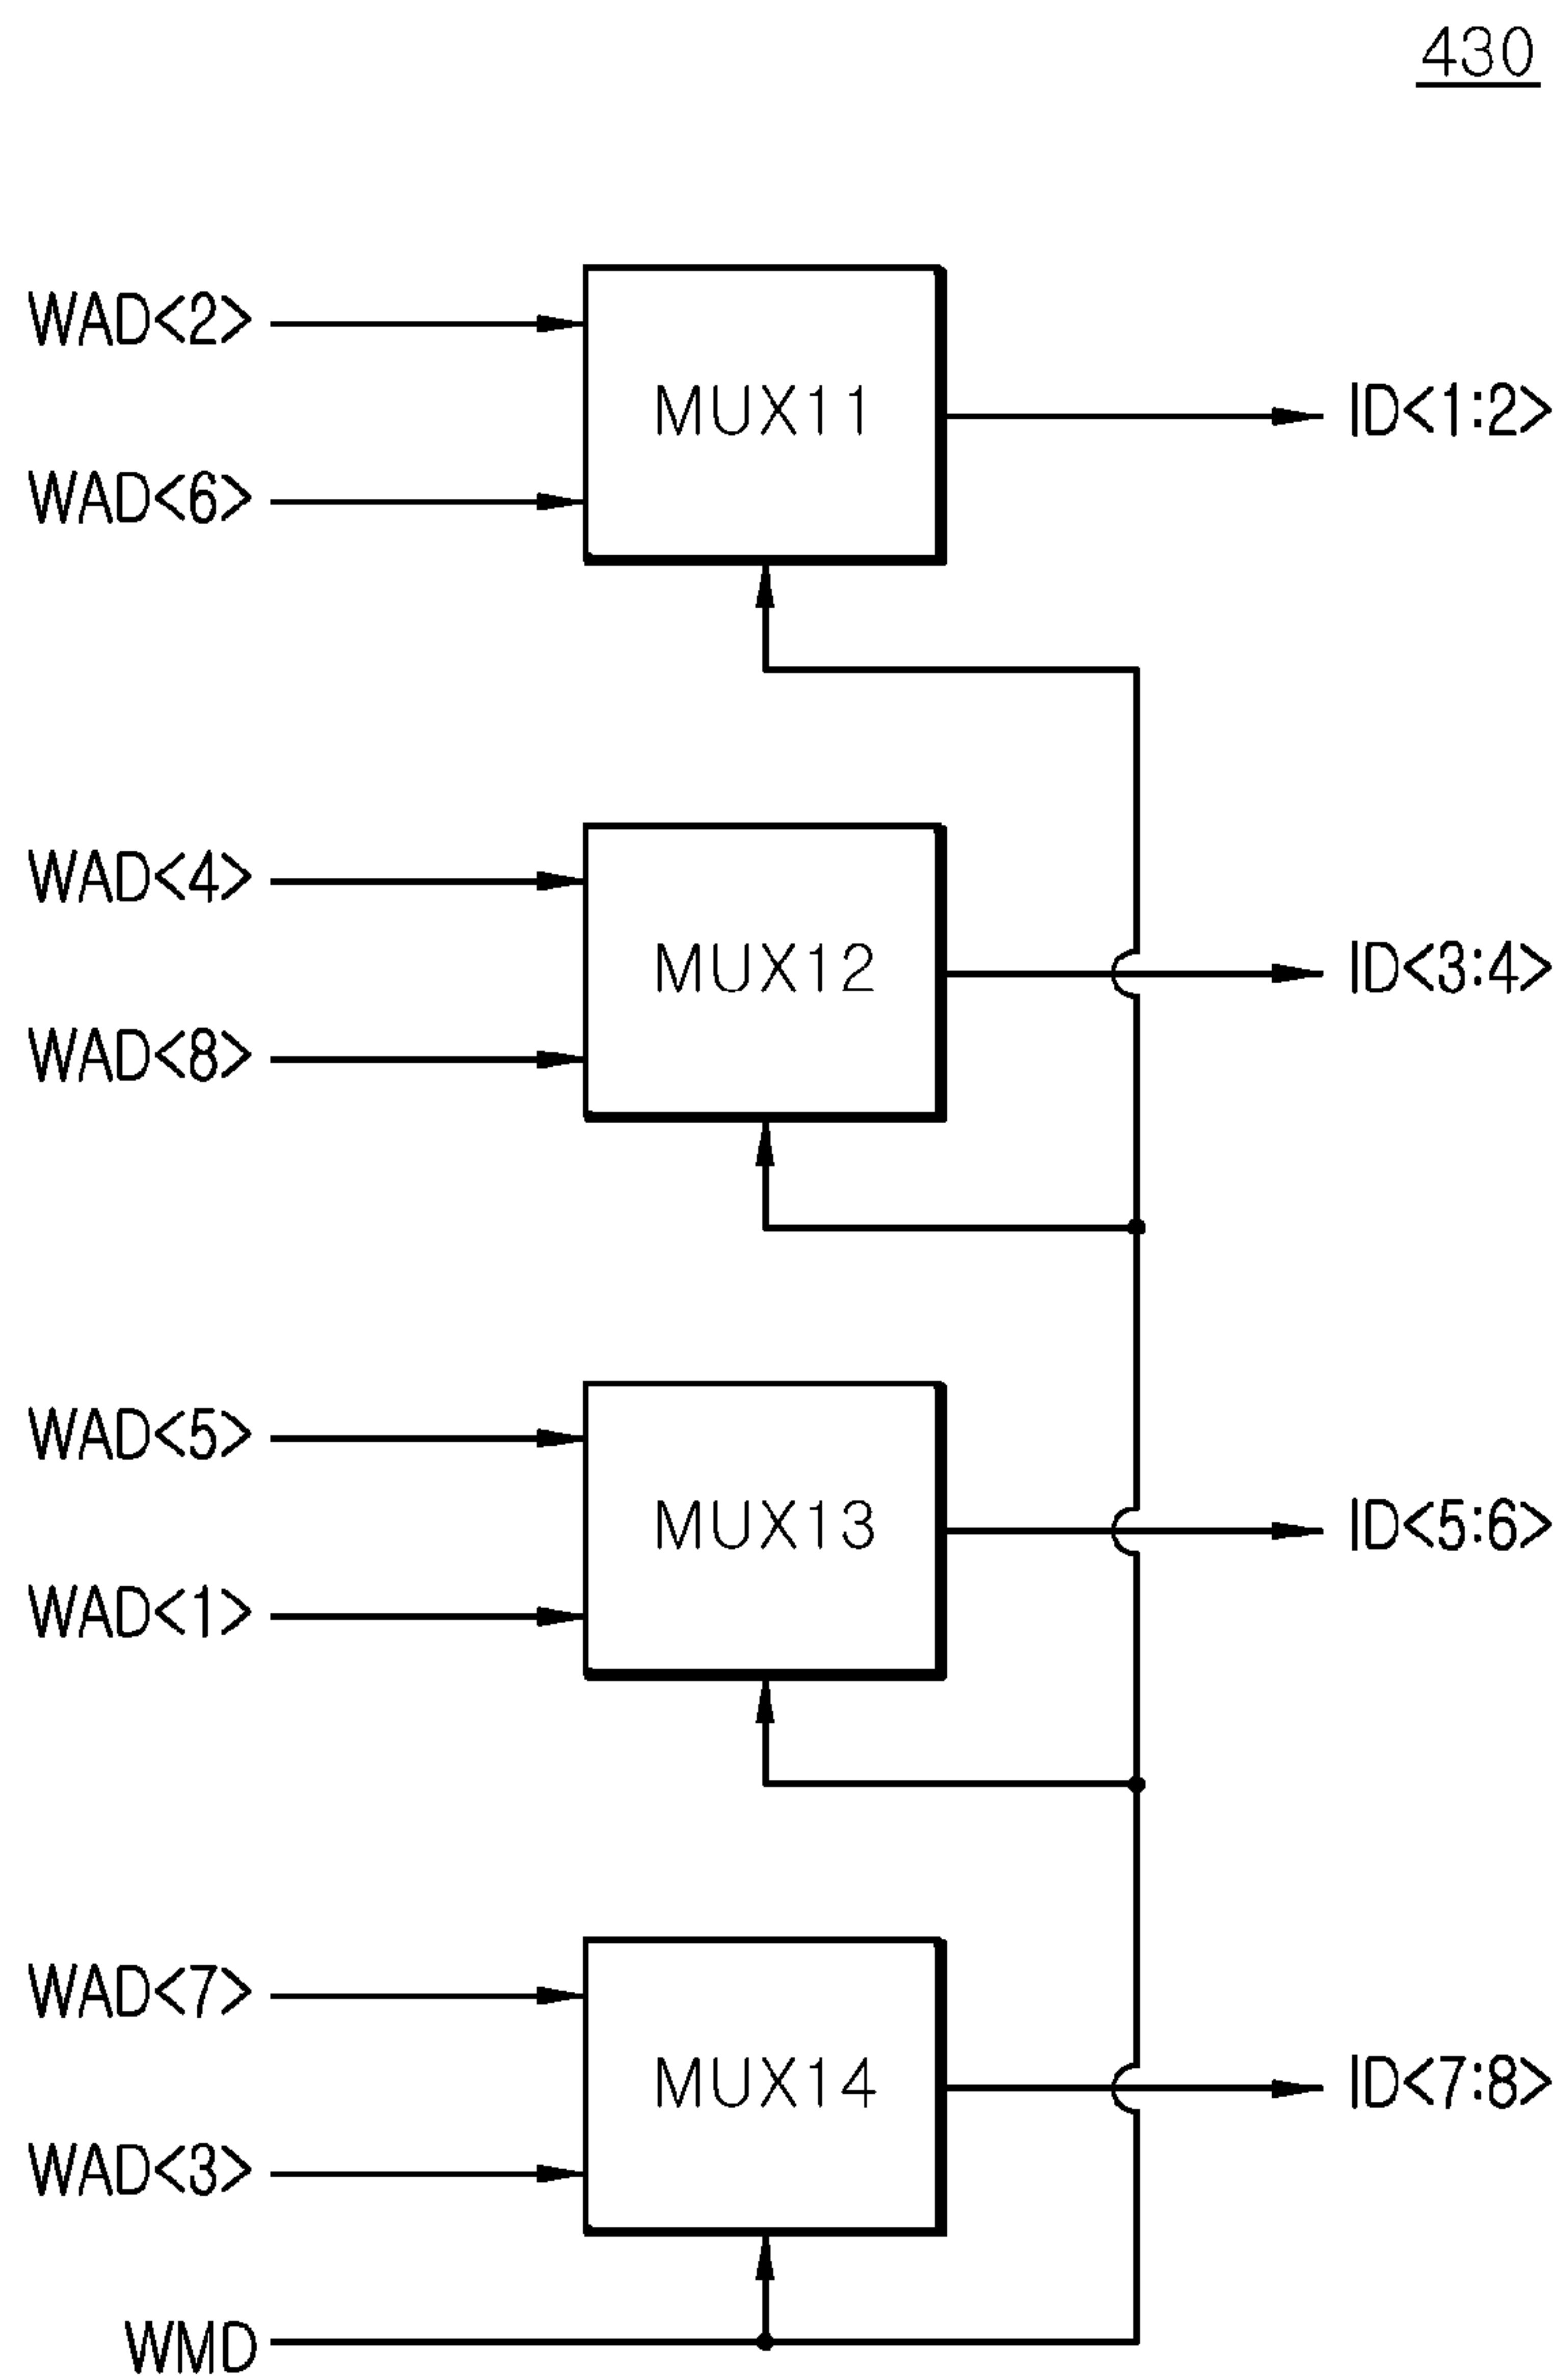 430
WAD<2>
MUX11
ID<1:2>
WAD<6>
WAD<4>
MUX12
ID<3:4>
WAD<8>
WAD<5>
MUX13
ID<5:6>
WAD<1>
WAD<7>
MUX14
ID<7:8>
WAD<3>
WMD